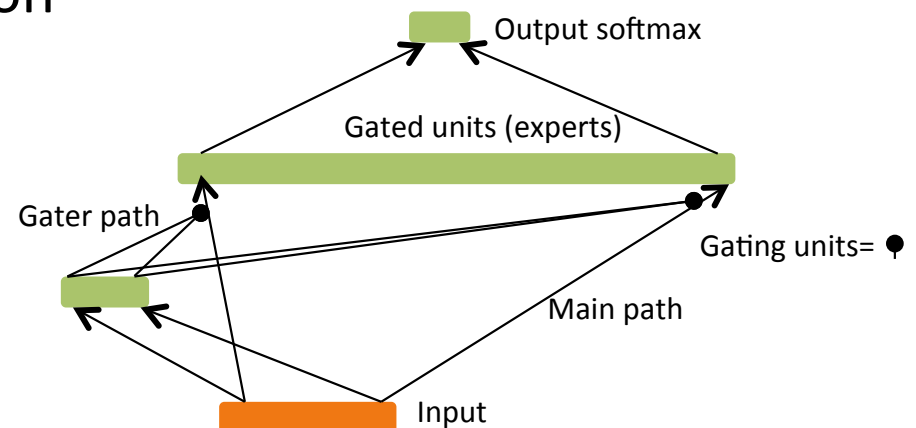 Output softmax
Gated units (experts)
Gater path
Gating units=
Main path
Input